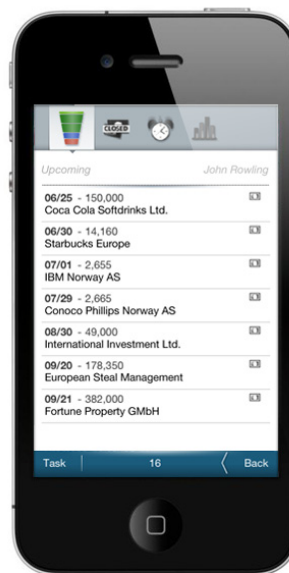 CLOSED
Upcoming John Rowling
06/25 - 150,000
Coca Cola Softdrinks Ltd.
06/30 - 14,160
Starbucks Europe
07/01 - 2,655
IBM Norway AS
07/29 - 2,665
Conoco Phillips Norway AS
08/30 - 49,000
International Investment Ltd.
09/20 - 178,350
European Steal Management
09/21 - 382,000
Fortune Property GMbH
Task 16 Back